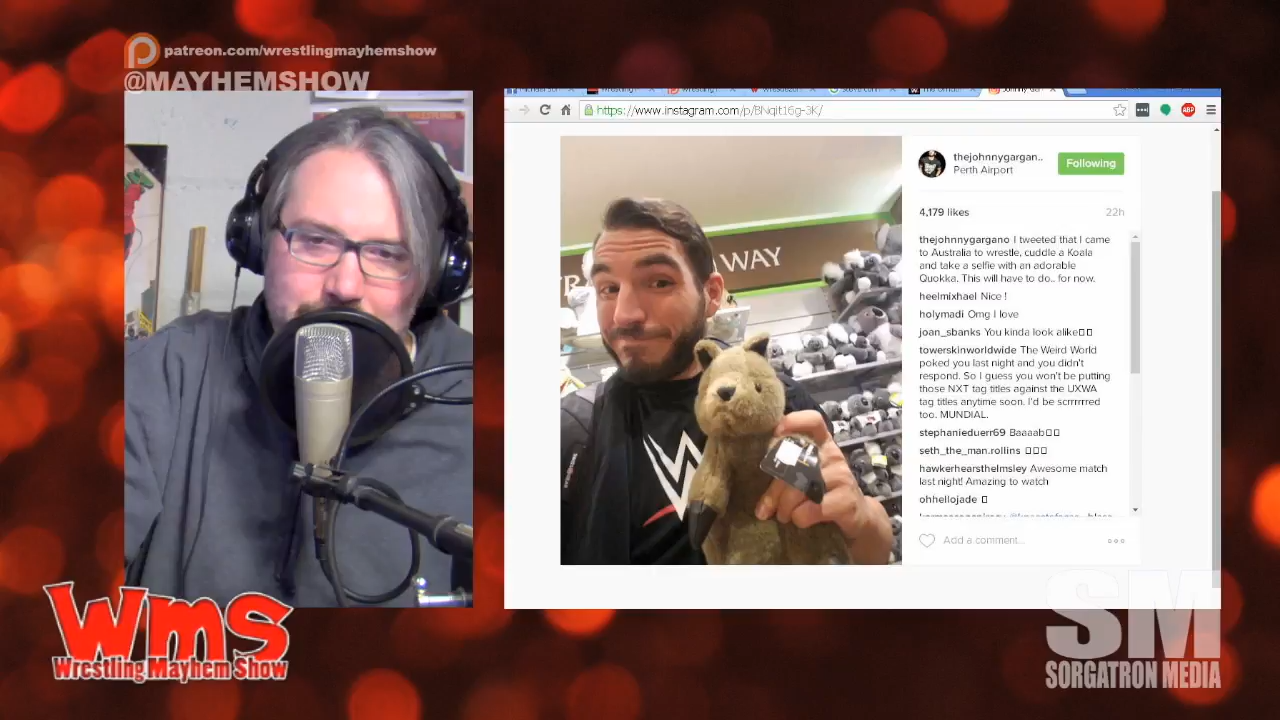 patreon.com/wrestlingmayhemshow
@MAYHEMSHOW
https://www.instagram.com/p/BNqit16g-3K/
ABP
WAY
thejohnnygargan..
Perth Airport
Following
4,179 likes
22h
thejohnnygargano I tweeted that I came
to Australia to wrestle, cuddle a Koala
and take a selfie with an adorable
Quokka. This will have to do.. for now.
heelmixhael Nice !
holymadi Omg I love
joan_sbanks You kinda look alike
towerskinworldwide The Weird World
poked you last night and you didn't
respond. So I guess you won't be putting
those NXT tag titles against the UXWA
tag titles anytime soon. I'd be scrrrrrred
too. MUNDIAL.
stephanieduerr69 Baaaab
seth_the_man.rollins
hawkerhearsthelmsley Awesome match
last night! Amazing to watch
ohhellojade
Add a comment...
Wms
Wrestling Mayhem Show
SM
SORGATRON MEDIA